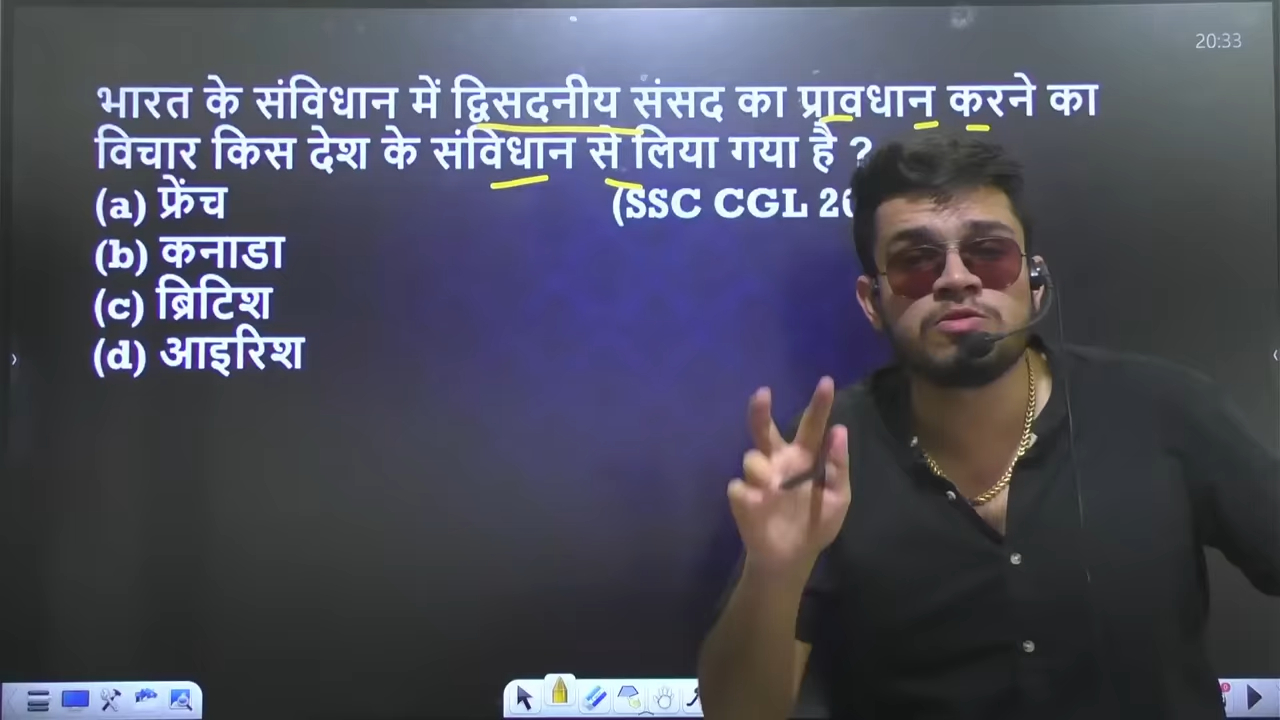 20:33
भारत के संविधान में द्विसदनीय संसद का प्रावधान करने का
विचार किस देश के संविधान से लिया गया है ?
(a) फ्रेंच (SSC CGL
(b) कनाडा
(c) ब्रिटिश
(d) आइरिश